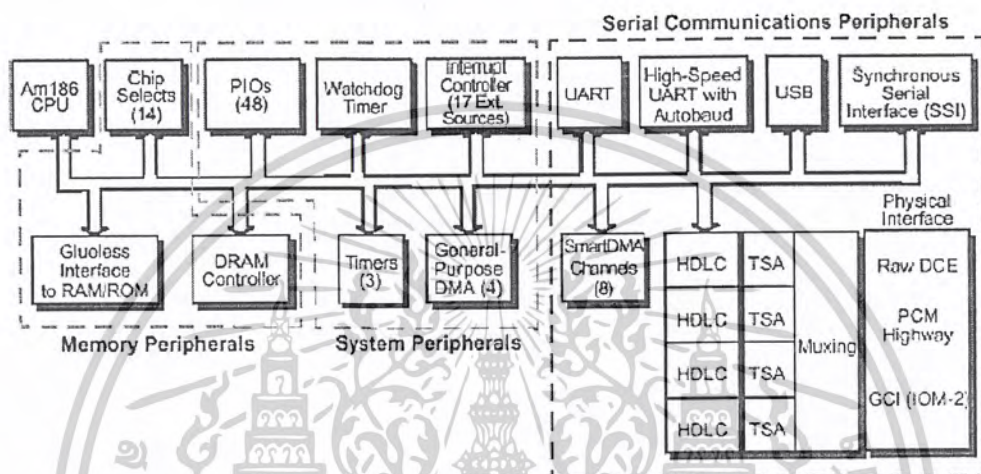 Serial Communications Peripherals
Am186
CPU
Chip
Selects
(14)
PIOs
(48)
Watchdog
Timer
Interrupt
Controller
(17 Ext.
Sources)
UART
High-Speed
UART with
Autobaud
USB
Synchronous
Serial
Interface (SSI)
Glueless
Interface
to RAM/ROM
DRAM
Controller
Timers
(3)
General-
Purpose
DMA (4)
SmartDMA
Channels
(8)
HDLC TSA
HDLC TSA
HDLC TSA
HDLC TSA
Muxing
Physical
Interface
Raw DCE
PCM
Highway
GCI (IOM-2)
Memory Peripherals
System Peripherals